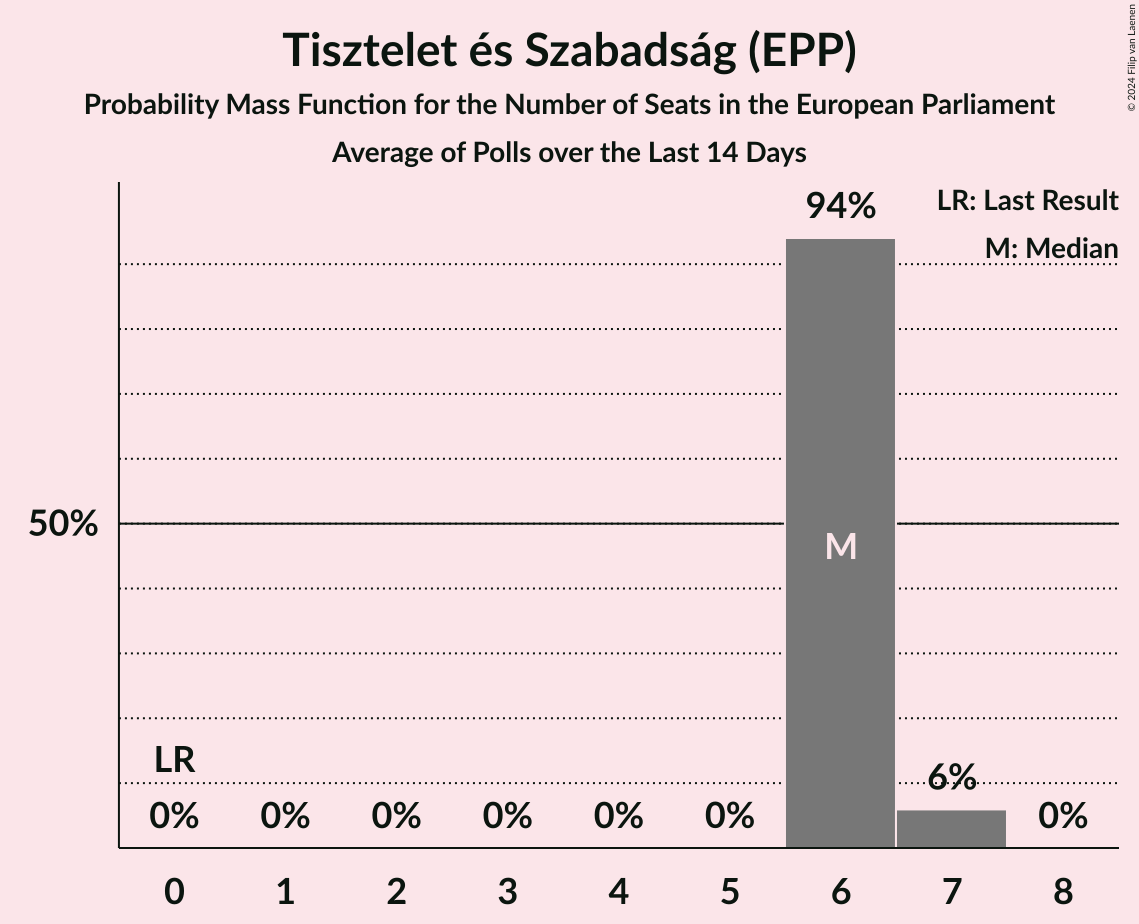 Tisztelet és Szabadság (EPP)
Probability Mass Function for the Number of Seats in the European Parliament
Average of Polls over the Last 14 Days
© 2024 Filip van Laenen
LR: Last Result
M: Median
94%
50%
M
LR
6%
0% 0% 0% 0% 0% 0% 0%
0 1 2 3 4 5 6 7 8